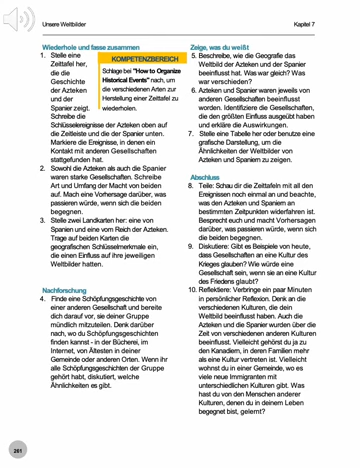 Unsere Weltbilder
Kapitel 7
Wiederhole und fasse zusammen
1. Stelle eine
Zeittafel her,
die die
Geschichte
der Azteken
und der
Spanier zeigt.
Schreibe die
Schlüsselereignisse der Azteken oben auf
die Zeitleiste und die der Spanier unten.
Markiere die Ereignisse, in denen ein
Kontakt mit anderen Gesellschaften
stattgefunden hat.
KOMPETENZBEREICH
Schlage bei "How to Organize
Historical Events" nach, um
die verschiedenen Arten zur
Herstellung einer Zeittafel zu
wiederholen.
2. Sowohl die Azteken als auch die Spanier
waren starke Gesellschaften. Schreibe
Art und Umfang der Macht von beiden
auf. Mach eine Vorhersage darüber, was
passieren würde, wenn sich die beiden
begegnen.
3. Stelle zwei Landkarten her: eine von
Spanien und eine vom Reich der Azteken.
Trage auf beiden Karten die
geografischen Schlüsselmerkmale ein,
die einen Einfluss auf ihre jeweiligen
Weltbilder hatten.
Nachforschung
4. Finde eine Schöpfungsgeschichte von
einer anderen Gesellschaft und bereite
dich darauf vor, sie deiner Gruppe
mündlich mitzuteilen. Denk darüber
nach, wo du Schöpfungsgeschichten
finden kannst - in der Bücherei, im
Internet, von Ältesten in deiner
Gemeinde oder anderen Orten. Wenn ihr
alle Schöpfungsgeschichten der Gruppe
gehört habt, diskutiert, welche
Ähnlichkeiten es gibt.
Zeige, was du weißt
5. Beschreibe, wie die Geografie das
Weltbild der Azteken und der Spanier
beeinflusst hat. Was war gleich? Was
war verschieden?
6. Azteken und Spanier waren jeweils von
anderen Gesellschaften beeinflusst
worden. Identifiziere die Gesellschaften,
die den größten Einfluss ausgeübt haben
und erkläre die Auswirkungen.
7. Stelle eine Tabelle her oder benutze eine
grafische Darstellung, um die
Ähnlichkeiten der Weltbilder von
Azteken und Spaniern zu zeigen.
Abschluss
8. Teile: Schau dir die Zeittafeln mit all den
Ereignissen noch einmal an und beachte,
was den Azteken und Spaniern an
bestimmten Zeitpunkten widerfahren ist.
Besprecht euch und macht Vorhersagen
darüber, was passieren würde, wenn sich
die beiden begegnen.
9. Diskutiere: Gibt es Beispiele von heute,
dass Gesellschaften an eine Kultur des
Krieges glauben? Wie würde eine
Gesellschaft sein, wenn sie an eine Kultur
des Friedens glaubt?
10. Reflektiere: Verbringe ein paar Minuten
in persönlicher Reflexion. Denk an die
verschiedenen Kulturen, die dein
Weltbild beeinflusst haben. Auch die
Azteken und die Spanier wurden über die
Zeit von verschiedenen anderen Kulturen
beeinflusst. Vielleicht gehörst du ja zu
den Kanadiern, in deren Familien mehr
als eine Kultur vertreten ist. Vielleicht
wohnst du in einer Gemeinde, wo es
viele neue Immigranten mit
unterschiedlichen Kulturen gibt. Was
hast du von den Menschen anderer
Kulturen, denen du in deinem Leben
begegnet bist, gelernt?
261